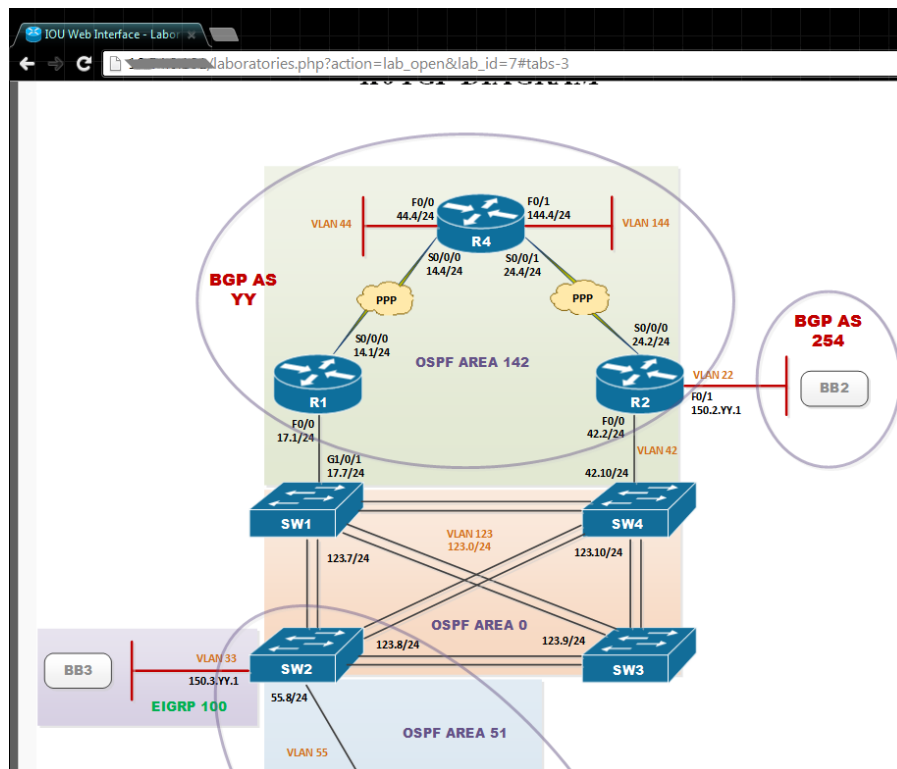 IOU Web Interface - Labor
/laboratories.php?action=lab_open&lab_id=7#tabs-3
DIAGRAM
F0/0
44.4/24
F0/1
144.4/24
VLAN 44
VLAN 144
R4
S0/0/0
14.4/24
S0/0/1
24.4/24
BGP AS
YY
PPP
PPP
S0/0/0
14.1/24
S0/0/0
24.2/24
BGP AS
254
OSPF AREA 142
R1
R2
VLAN 22
F0/1
150.2.YY.1
BB2
F0/0
17.1/24
F0/0
42.2/24
VLAN 42
G1/0/1
17.7/24
42.10/24
SW1
SW4
VLAN 123
123.0/24
123.7/24
123.10/24
OSPF AREA 0
123.8/24
123.9/24
SW2
SW3
BB3
VLAN 33
150.3.YY.1
EIGRP 100
55.8/24
OSPF AREA 51
VLAN 55